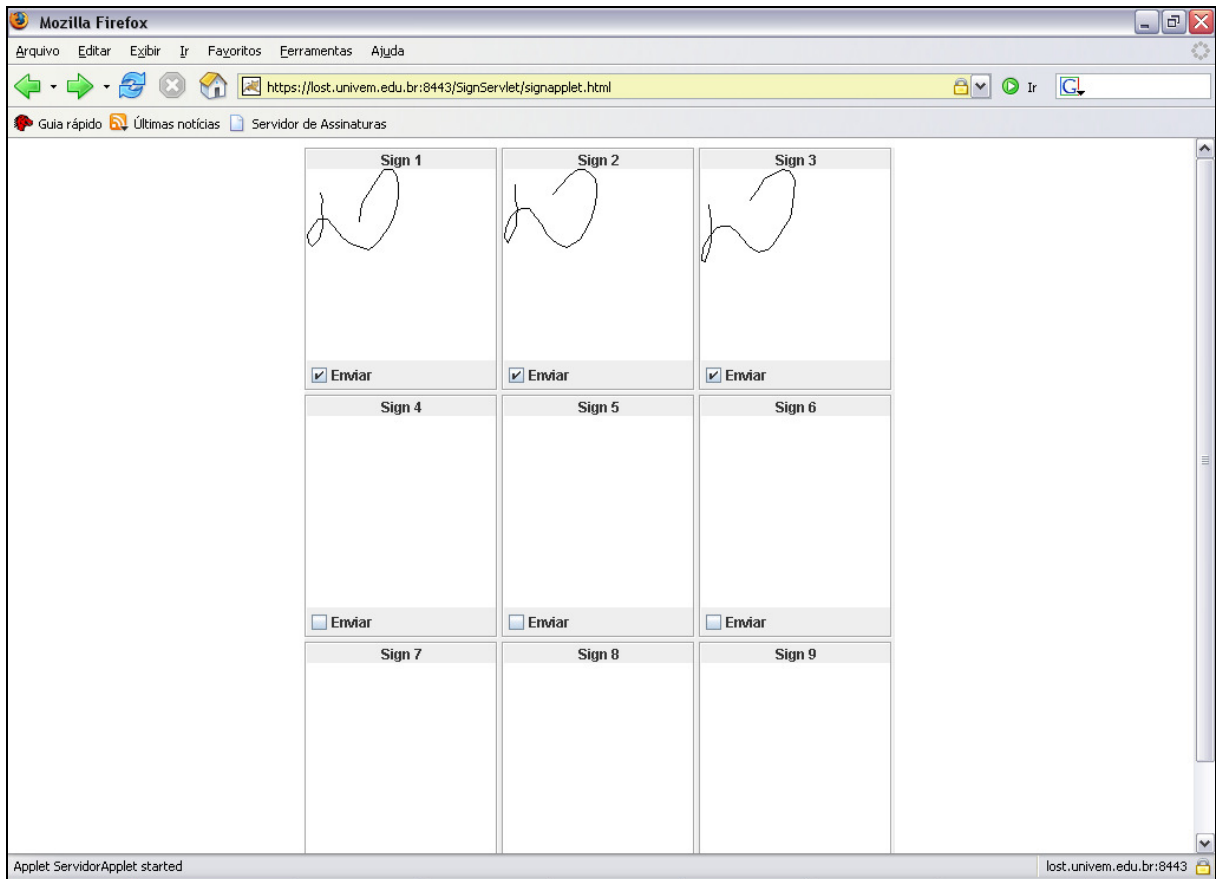 Mozilla Firefox
Arquivo Editar Exibir Ir Favoritos Ferramentas Ajuda
https://lost.univem.edu.br:8443/SignServlet/signapplet.html Ir G
Guia rápido Últimas notícias Servidor de Assinaturas
Sign 1 Sign 2 Sign 3
Enviar Enviar Enviar
Sign 4 Sign 5 Sign 6
Enviar Enviar Enviar
Sign 7 Sign 8 Sign 9
Applet ServidorApplet started lost.univem.edu.br:8443